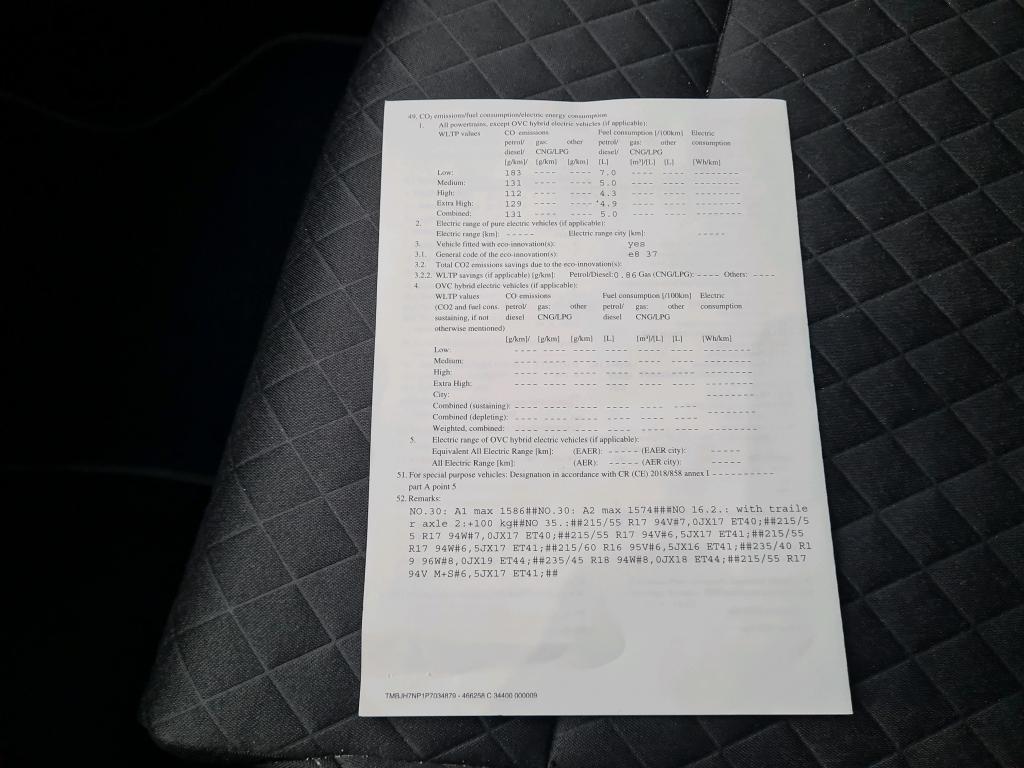 49. CO₂ emissions/fuel consumption/electric energy consumption
1. All powertrains, except OVC hybrid electric vehicles (if applicable):
WLTP values CO emissions Fuel consumption [/100km] Electric
petrol/ gas: other petrol/ gas: other consumption
diesel/ CNG/LPG diesel/ CNG/LPG
[g/km]/ [g/km] [g/km] [L] [m³]/[L] [L] [Wh/km]
Low: 183 ---- ---- 7.0 ---- ---- --------
Medium: 131 ---- ---- 5.0 ---- ---- --------
High: 112 ---- ---- 4.3 ---- ---- --------
Extra High: 129 ---- ---- 4.9 ---- ---- --------
Combined: 131 ---- ---- 5.0 ---- ---- --------
2. Electric range of pure electric vehicles (if applicable):
Electric range [km]: ----- Electric range city [km]: -----
3. Vehicle fitted with eco-innovation(s): yes
3.1. General code of the eco-innovation(s): e8 37
3.2. Total CO2 emissions savings due to the eco-innovation(s):
3.2.2. WLTP savings (if applicable) [g/km]: Petrol/Diesel:0.86 Gas (CNG/LPG): ---- Others: ----
4. OVC hybrid electric vehicles (if applicable):
WLTP values CO emissions Fuel consumption [/100km] Electric
(CO2 and fuel cons. petrol/ gas: other petrol/ gas: other consumption
sustaining, if not diesel CNG/LPG diesel CNG/LPG
otherwise mentioned)
[g/km]/ [g/km] [g/km] [L] [m³]/[L] [L] [Wh/km]
Low: ---- ---- ---- ---- ---- ---- --------
Medium: ---- ---- ---- ---- ---- ---- --------
High: ---- ---- ---- ---- ---- ---- --------
Extra High: ---- ---- ---- ---- ---- ---- --------
City: --------
Combined (sustaining): ---- ---- ---- ---- ---- ---- --------
Combined (depleting): ---- ---- ---- ---- ---- ----
Weighted, combined: ---- ---- ---- ---- ---- ---- --------
5. Electric range of OVC hybrid electric vehicles (if applicable):
Equivalent All Electric Range [km]: (EAER): ----- (EAER city): -----
All Electric Range [km]: (AER): ----- (AER city): -----
51. For special purpose vehicles: Designation in accordance with CR (CE) 2018/858 annex I ----------
part A point 5
52. Remarks:
NO.30: A1 max 1586##NO.30: A2 max 1574###NO 16.2.: with traile
r axle 2:+100 kg##NO 35.:##215/55 R17 94V#7,0JX17 ET40;##215/5
5 R17 94W#7,0JX17 ET40;##215/55 R17 94V#6,5JX17 ET41;##215/55
R17 94W#6,5JX17 ET41;##215/60 R16 95V#6,5JX16 ET41;##235/40 R1
9 96W#8,0JX19 ET44;##235/45 R18 94W#8,0JX18 ET44;##215/55 R17
94V M+S#6,5JX17 ET41;##
TMBJH7NP1P7034879 - 466258 C 34400 000009